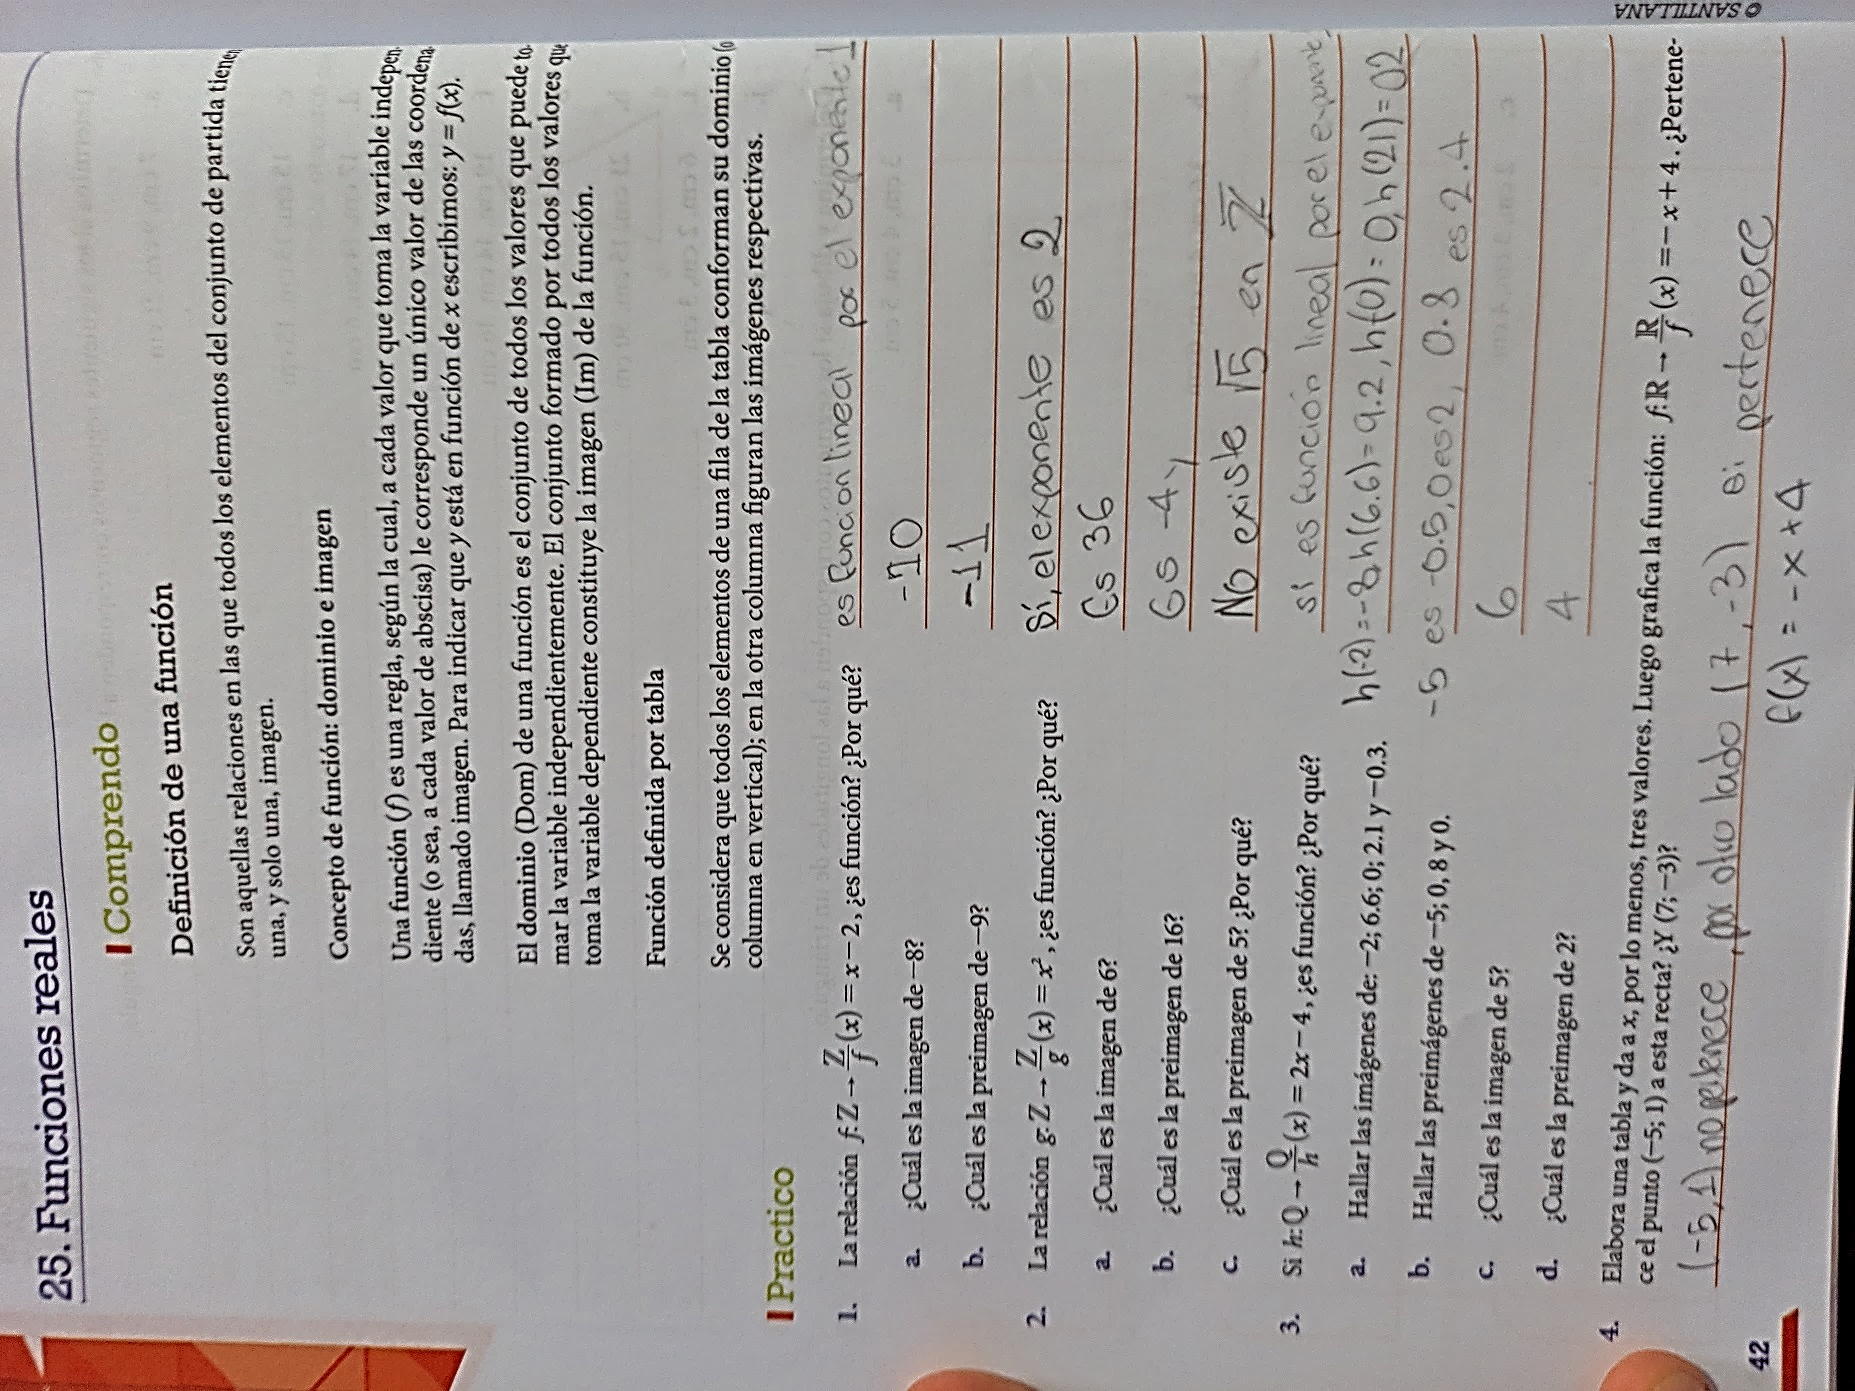 25. Funciones reales
Comprendo
Definición de una función
Son aquellas relaciones en las que todos los elementos del conjunto de partida tienen
una, y solo una, imagen.
Concepto de función: dominio e imagen
Una función (f) es una regla, según la cual, a cada valor que toma la variable indepen-
diente (o sea, a cada valor de abscisa) le corresponde un único valor de las coordena-
das, llamado imagen. Para indicar que y está en función de x escribimos: y = f(x).
El dominio (Dom) de una función es el conjunto de todos los valores que puede to-
mar la variable independientemente. El conjunto formado por todos los valores que
toma la variable dependiente constituye la imagen (Im) de la función.
Función definida por tabla
Se considera que todos los elementos de una fila de la tabla conforman su dominio (o
columna en vertical); en la otra columna figuran las imágenes respectivas.
Practico
1. La relación f:Z → Z/f (x) = x − 2, ¿es función? ¿Por qué? es funcion lineal por el exponente 1
a. ¿Cuál es la imagen de −8? -10
b. ¿Cuál es la preimagen de −9? -11
2. La relación g:Z → Z/g (x) = x², ¿es función? ¿Por qué? Sí, el exponente es 2
a. ¿Cuál es la imagen de 6? Es 36
b. ¿Cuál es la preimagen de 16? Es -4 y
c. ¿Cuál es la preimagen de 5? ¿Por qué? No existe √5 en Z
3. Si h:Q → Q/h (x) = 2x − 4, ¿es función? ¿Por qué? sí es función lineal por el exponente,
a. Hallar las imágenes de: −2; 6.6; 0; 2.1 y −0.3. h(-2)=-8h(6.6)=9.2, h(0)=0,h(21)=02
b. Hallar las preimágenes de −5; 0, 8 y 0. -5 es -0.5, 0 es 2, 0.8 es 2.4
c. ¿Cuál es la imagen de 5? 6
d. ¿Cuál es la preimagen de 2? 4
4. Elabora una tabla y da a x, por lo menos, tres valores. Luego grafica la función: f:R → R/f (x) = − x + 4. ¿Pertene-
ce el punto (−5; 1) a esta recta? ¿Y (7; −3)?
(-5,1) no pertenece, por otro lado (7,-3) si pertenece
f(x) = -x + 4
42
© SANTILLANA